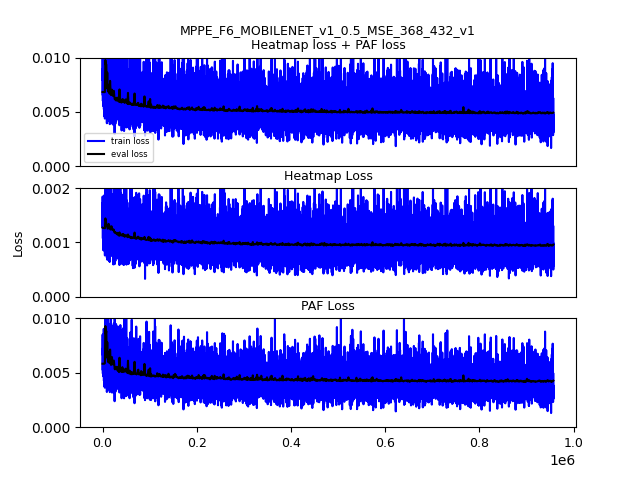 MPPE_F6_MOBILENET_v1_0.5_MSE_368_432_v1
Heatmap loss + PAF loss
0.010
0.005
0.000
train loss
eval loss
Heatmap Loss
0.002
0.001
0.000
Loss
PAF Loss
0.010
0.005
0.000
0.0 0.2 0.4 0.6 0.8 1.0
1e6